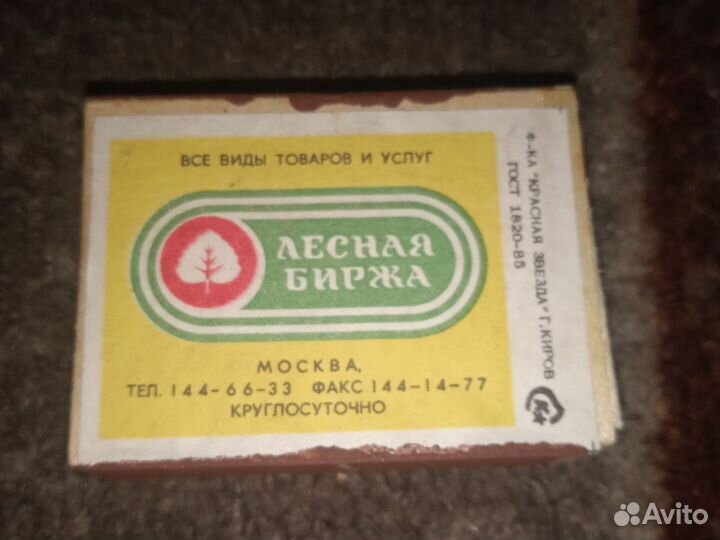 ВСЕ ВИДЫ ТОВАРОВ И УСЛУГ
ЛЕСНАЯ
БИРЖА
МОСКВА,
ТЕЛ. 144-66-33 ФАКС 144-14-77
КРУГЛОСУТОЧНО
Ф-КА "КРАСНАЯ ЗВЕЗДА" Г. КИРОВ
ГОСТ 1820-85
Avito